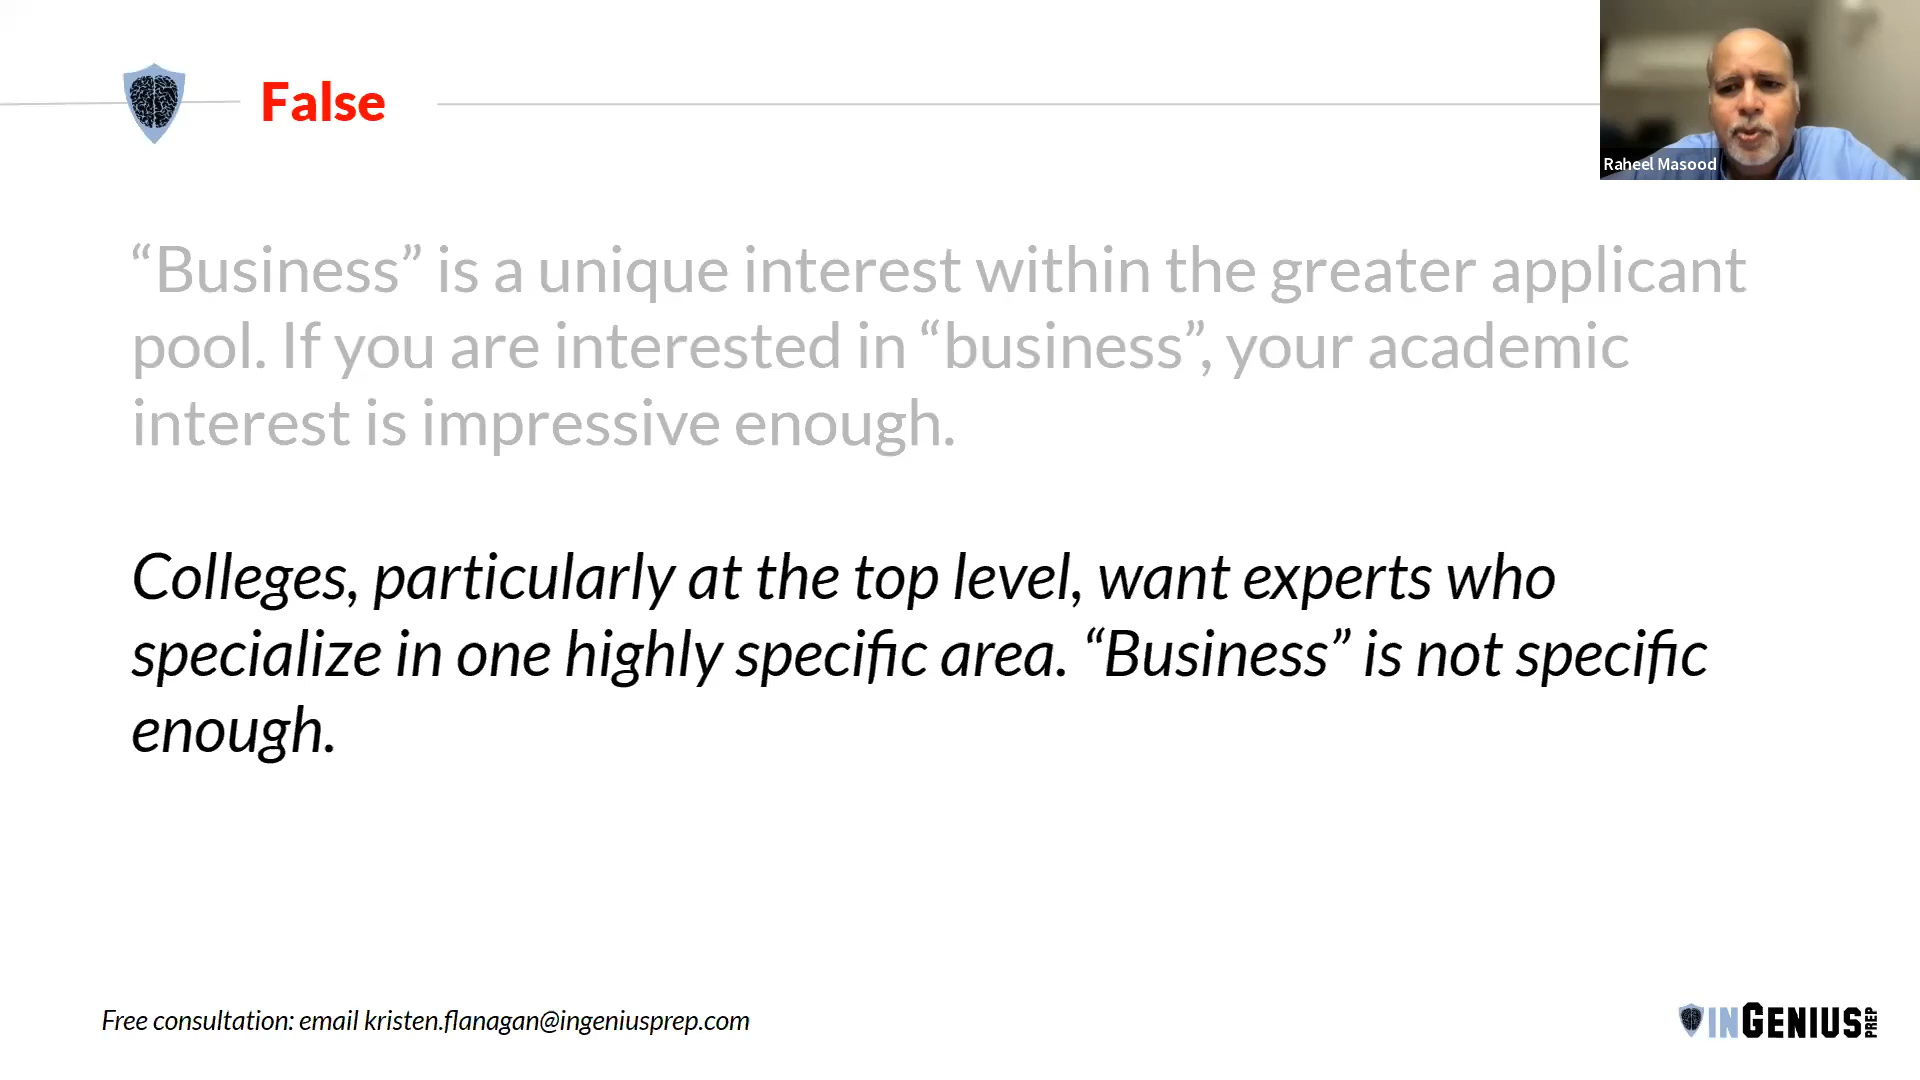 False
Raheel Masood
“Business” is a unique interest within the greater applicant
pool. If you are interested in “business”, your academic
interest is impressive enough.
Colleges, particularly at the top level, want experts who
specialize in one highly specific area. “Business” is not specific
enough.
Free consultation: email kristen.flanagan@ingeniusprep.com
INGENIUS PREP